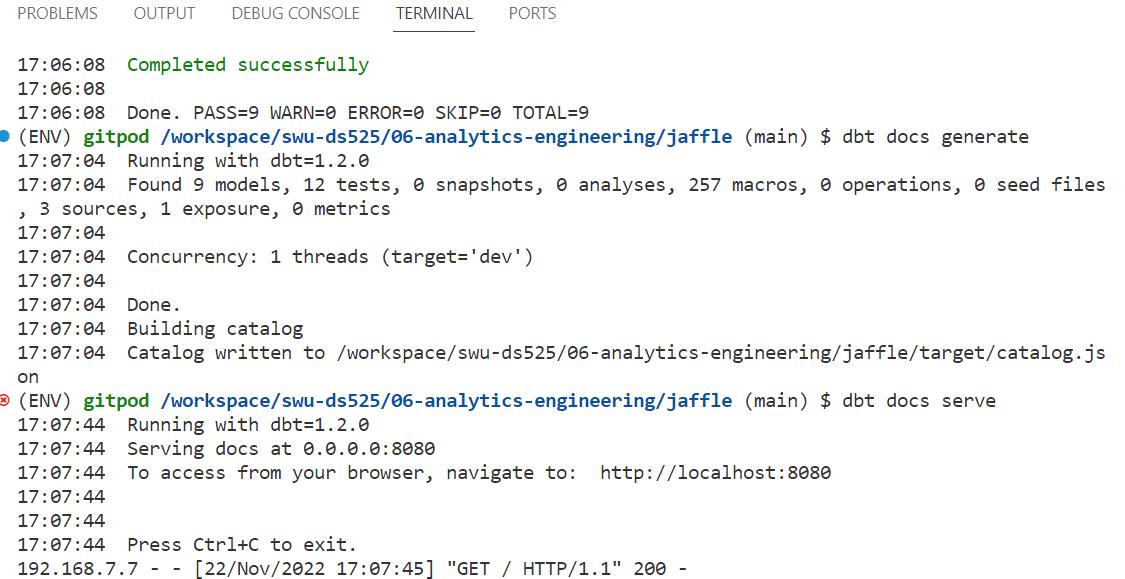 PROBLEMS OUTPUT DEBUG CONSOLE TERMINAL PORTS
17:06:08 Completed successfully
17:06:08
17:06:08 Done. PASS=9 WARN=0 ERROR=0 SKIP=0 TOTAL=9
(ENV) gitpod /workspace/swu-ds525/06-analytics-engineering/jaffle (main) $ dbt docs generate
17:07:04 Running with dbt=1.2.0
17:07:04 Found 9 models, 12 tests, 0 snapshots, 0 analyses, 257 macros, 0 operations, 0 seed files
, 3 sources, 1 exposure, 0 metrics
17:07:04
17:07:04 Concurrency: 1 threads (target='dev')
17:07:04
17:07:04 Done.
17:07:04 Building catalog
17:07:04 Catalog written to /workspace/swu-ds525/06-analytics-engineering/jaffle/target/catalog.js
on
(ENV) gitpod /workspace/swu-ds525/06-analytics-engineering/jaffle (main) $ dbt docs serve
17:07:44 Running with dbt=1.2.0
17:07:44 Serving docs at 0.0.0.0:8080
17:07:44 To access from your browser, navigate to: http://localhost:8080
17:07:44
17:07:44
17:07:44 Press Ctrl+C to exit.
192.168.7.7 - - [22/Nov/2022 17:07:45] "GET / HTTP/1.1" 200 -